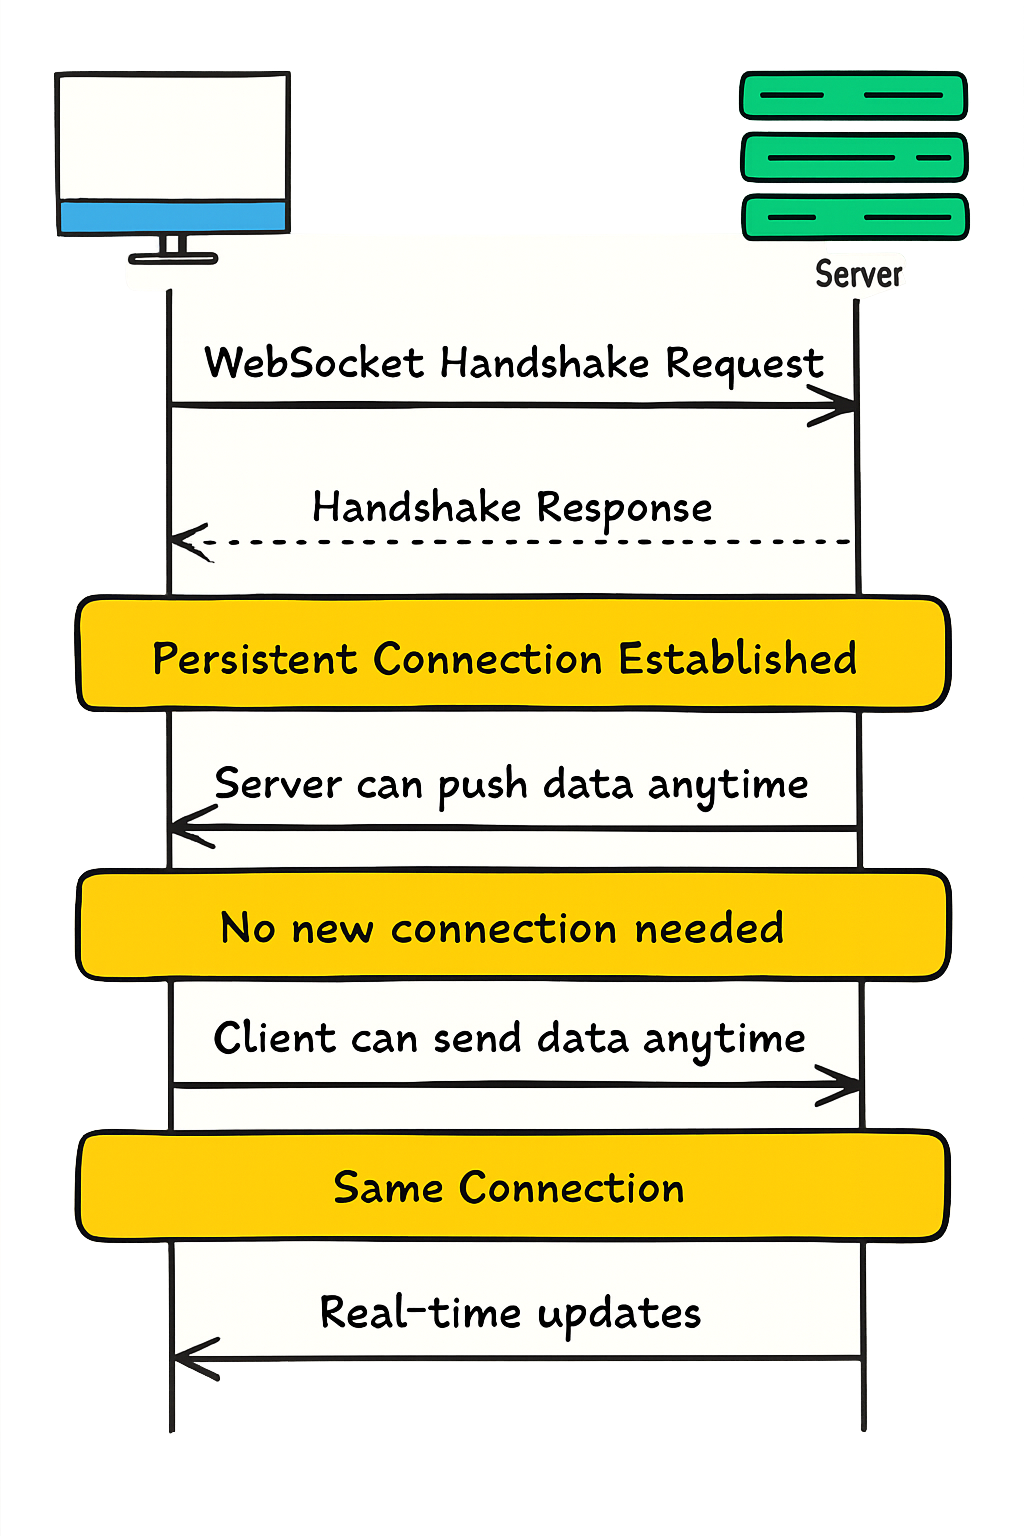 Server
WebSocket Handshake Request
Handshake Response
Persistent Connection Established
Server can push data anytime
No new connection needed
Client can send data anytime
Same Connection
Real-time updates